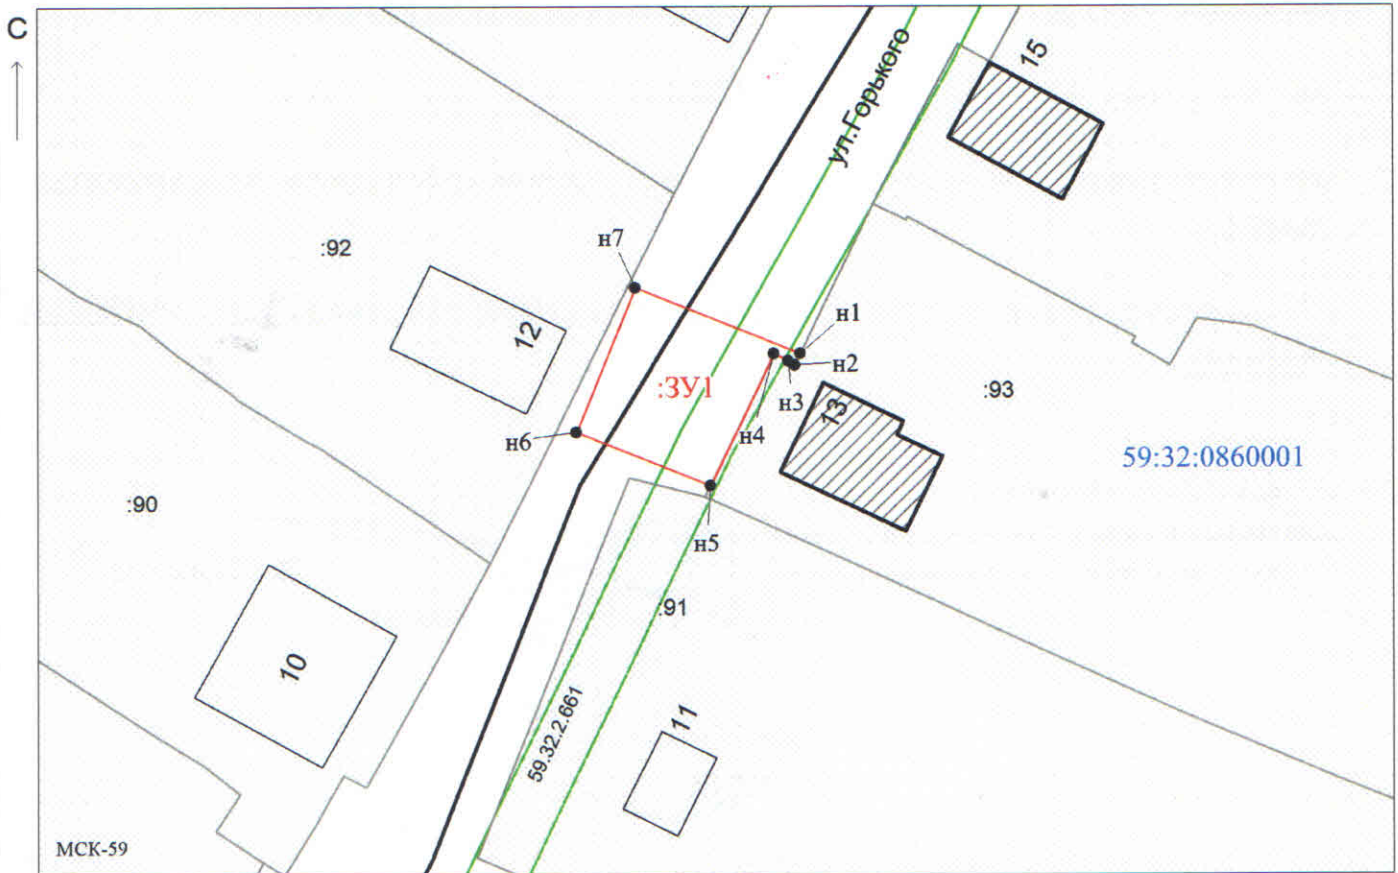 С
ул.Горького
15
:92
н7
12
н1
н2
:ЗУ1
н3
13
:93
н4
н6
59:32:0860001
:90
н5
:91
10
59.32.2.661
11
МСК-59